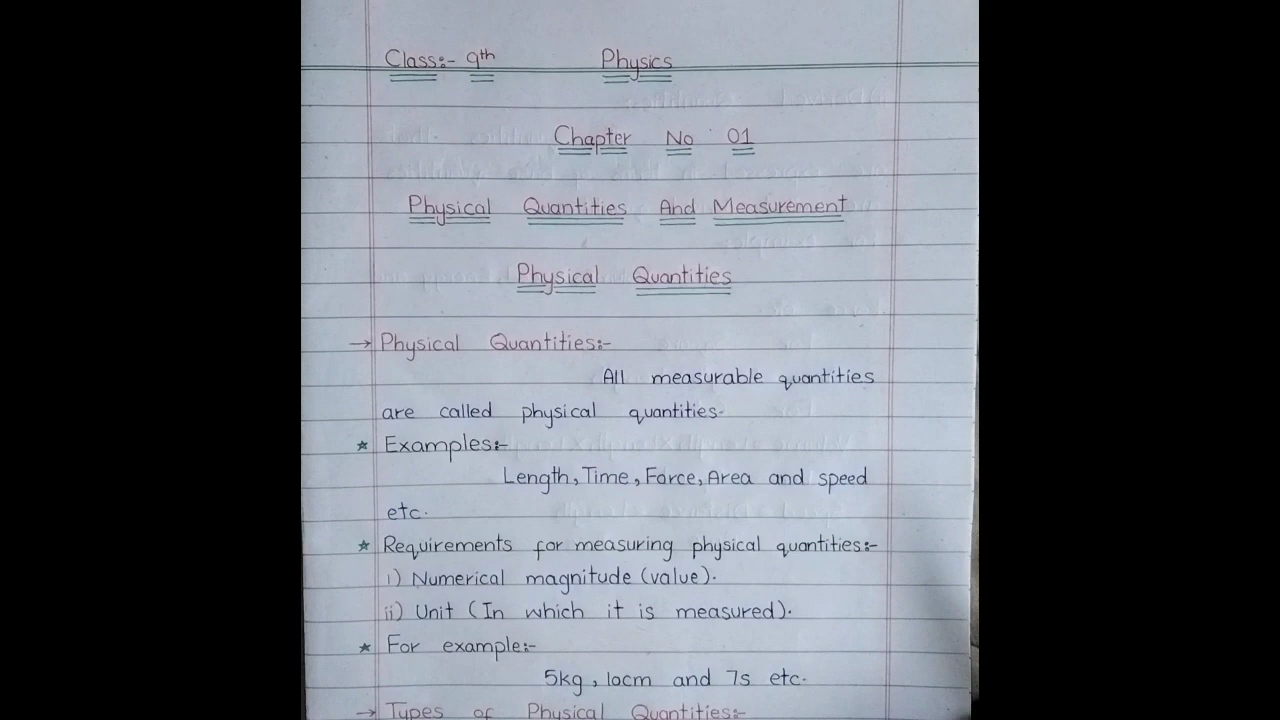 Class:- 9th Physics
Chapter No 01
Physical Quantities And Measurement
Physical Quantities
→ Physical Quantities:-
All measurable quantities
are called physical quantities.
★ Examples:-
Length, Time, Force, Area and speed
etc.
★ Requirements for measuring physical quantities:-
i) Numerical magnitude (value).
ii) Unit (In which it is measured).
★ For example:-
5kg, 10cm and 7s etc.
→ Types of Physical Quantities:-